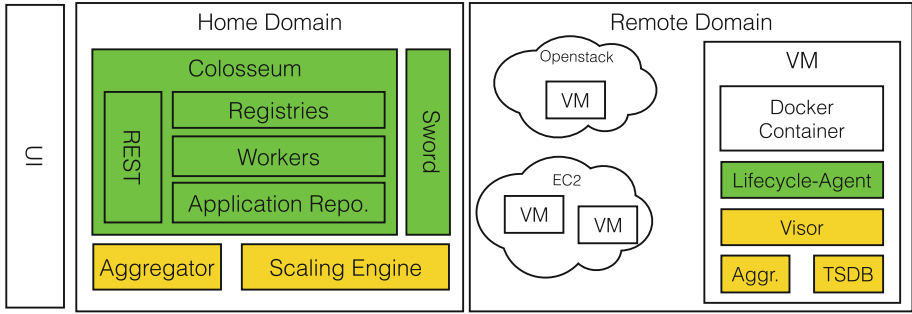 UI
Home Domain
Colosseum
REST
Registries
Workers
Application Repo.
Sword
Aggregator
Scaling Engine
Remote Domain
Openstack
VM
EC2
VM
VM
VM
Docker
Container
Lifecycle-Agent
Visor
Aggr.
TSDB